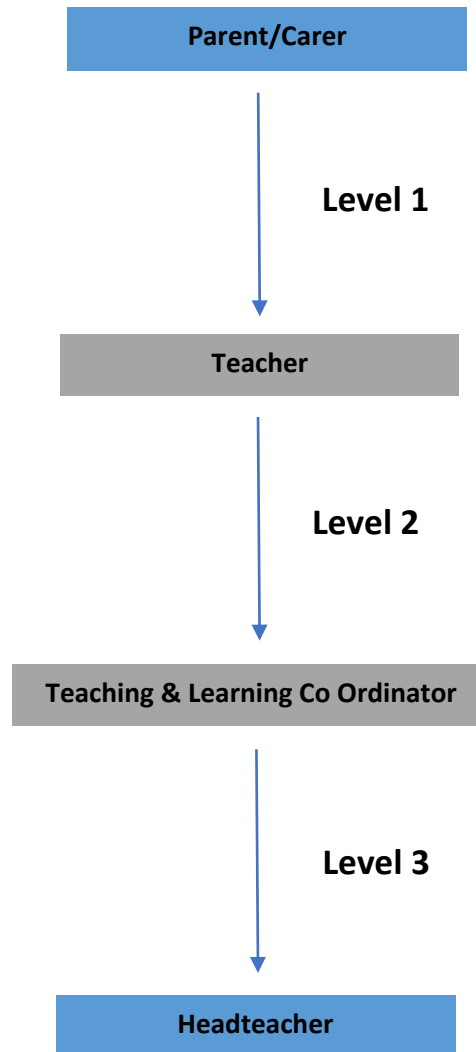 Parent/Carer
Level 1
Teacher
Level 2
Teaching & Learning Co Ordinator
Level 3
Headteacher